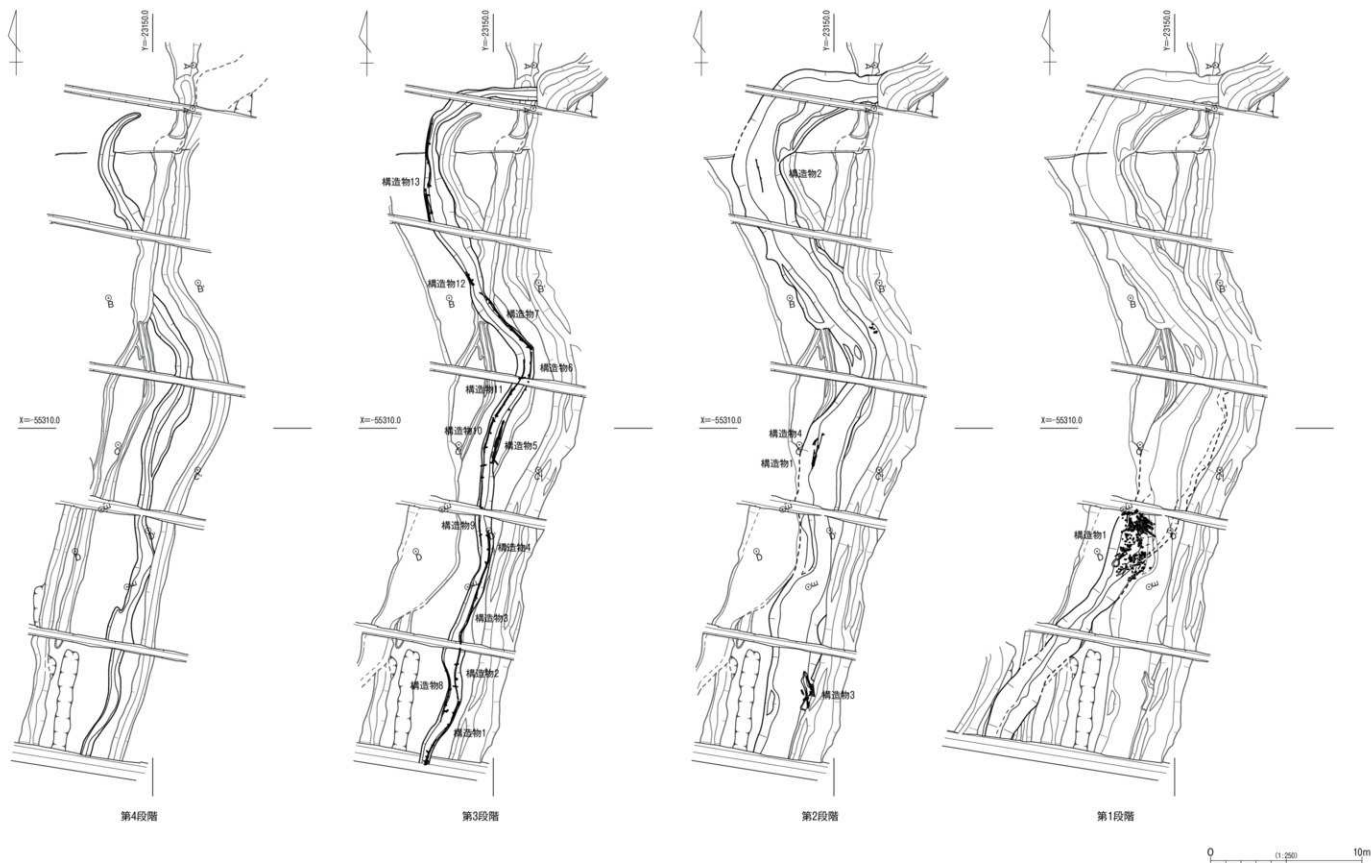 Y=-23150.0
X=-55310.0
A
B
B
C
C
D
D
E
E
第4段階
Y=-23150.0
X=-55310.0
A
構造物13
構造物12
B
B
構造物7
構造物6
構造物11
構造物10
構造物5
C
C
構造物9
構造物4
D
E
構造物3
構造物2
構造物8
構造物1
第3段階
Y=-23150.0
X=-55310.0
A
構造物2
B
構造物4
構造物1
C
D
D
E
E
構造物3
第2段階
Y=-23150.0
X=-55310.0
A
B
C
構造物1
D
D
E
E
第1段階
0 (1:250) 10m